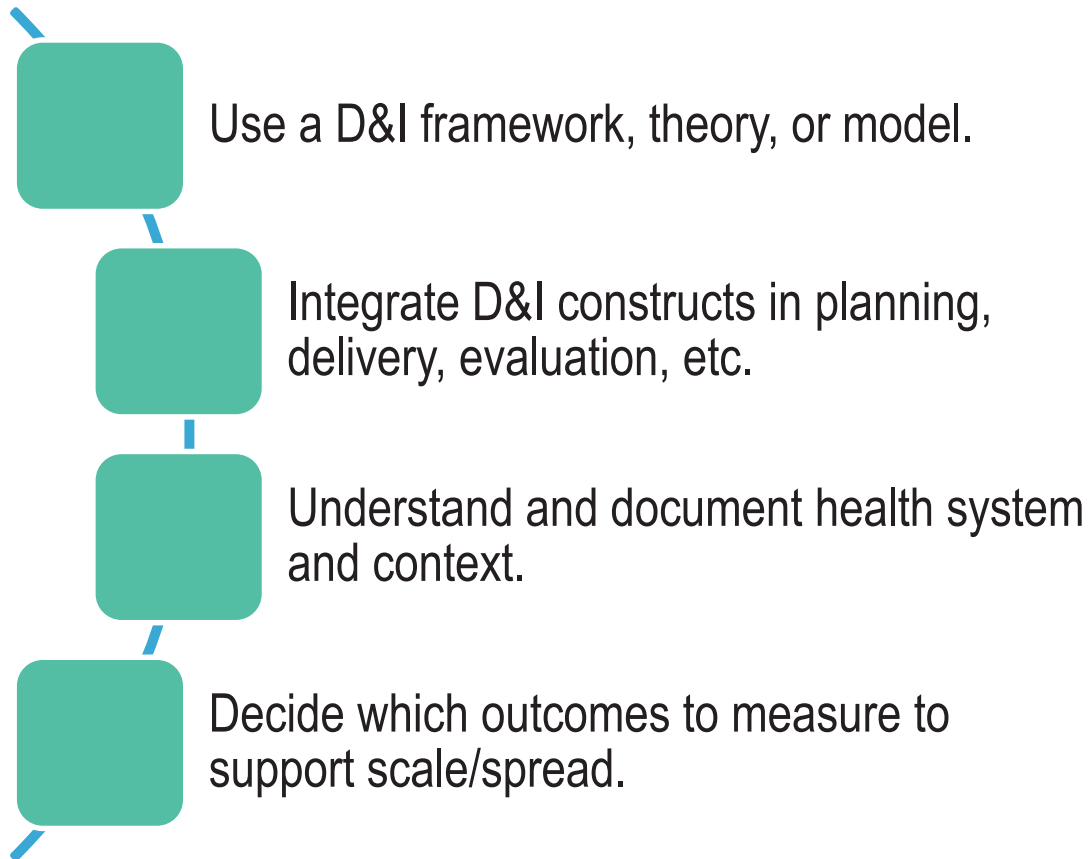 Use a D&I framework, theory, or model.
Integrate D&I constructs in planning,
delivery, evaluation, etc.
Understand and document health system
and context.
Decide which outcomes to measure to
support scale/spread.